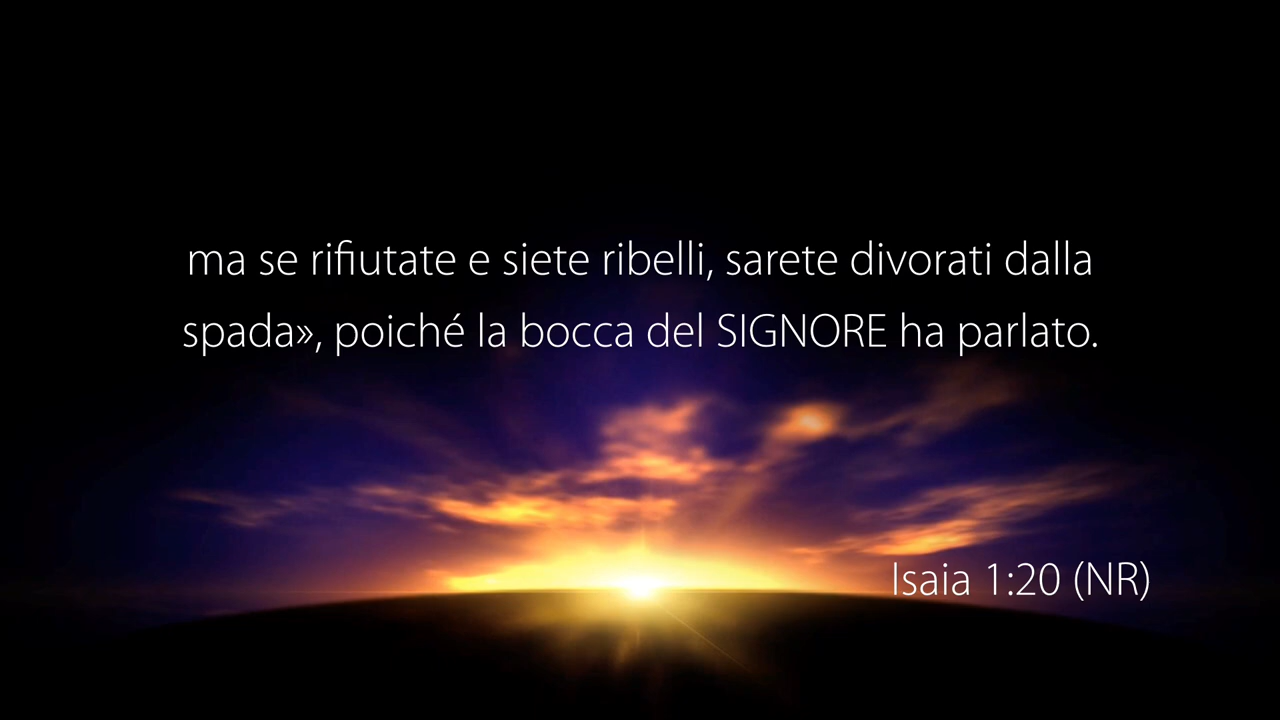 ma se rifiutate e siete ribelli, sarete divorati dalla
spada», poiché la bocca del SIGNORE ha parlato.
Isaia 1:20 (NR)